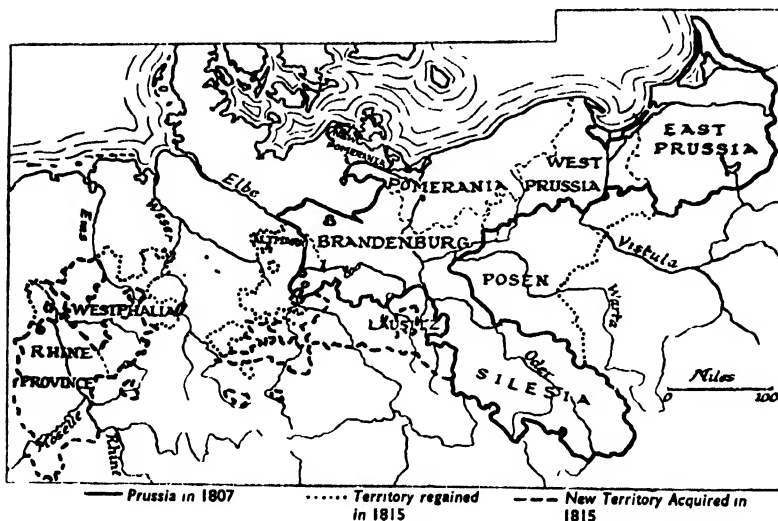 EAST
PRUSSIA
WEST
PRUSSIA
POMERANIA
POMERANIA
Elbe
Ems
Weser
BRANDENBURG
Vistula
POSEN
Warta
WESTPHALIA
LAUSITZ
RHINE
PROVINCE
Oder
SILESIA
Miles
0 100
Moselle
Rhine
Prussia in 1807 Territory regained New Territory Acquired in
in 1815 1815